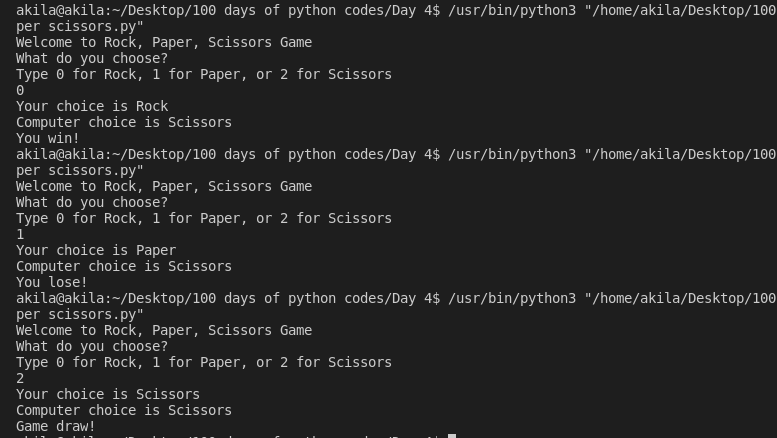 akila@akila:~/Desktop/100 days of python codes/Day 4$ /usr/bin/python3 "/home/akila/Desktop/100
per scissors.py"
Welcome to Rock, Paper, Scissors Game
What do you choose?
Type 0 for Rock, 1 for Paper, or 2 for Scissors
0
Your choice is Rock
Computer choice is Scissors
You win!
akila@akila:~/Desktop/100 days of python codes/Day 4$ /usr/bin/python3 "/home/akila/Desktop/100
per scissors.py"
Welcome to Rock, Paper, Scissors Game
What do you choose?
Type 0 for Rock, 1 for Paper, or 2 for Scissors
1
Your choice is Paper
Computer choice is Scissors
You lose!
akila@akila:~/Desktop/100 days of python codes/Day 4$ /usr/bin/python3 "/home/akila/Desktop/100
per scissors.py"
Welcome to Rock, Paper, Scissors Game
What do you choose?
Type 0 for Rock, 1 for Paper, or 2 for Scissors
2
Your choice is Scissors
Computer choice is Scissors
Game draw!